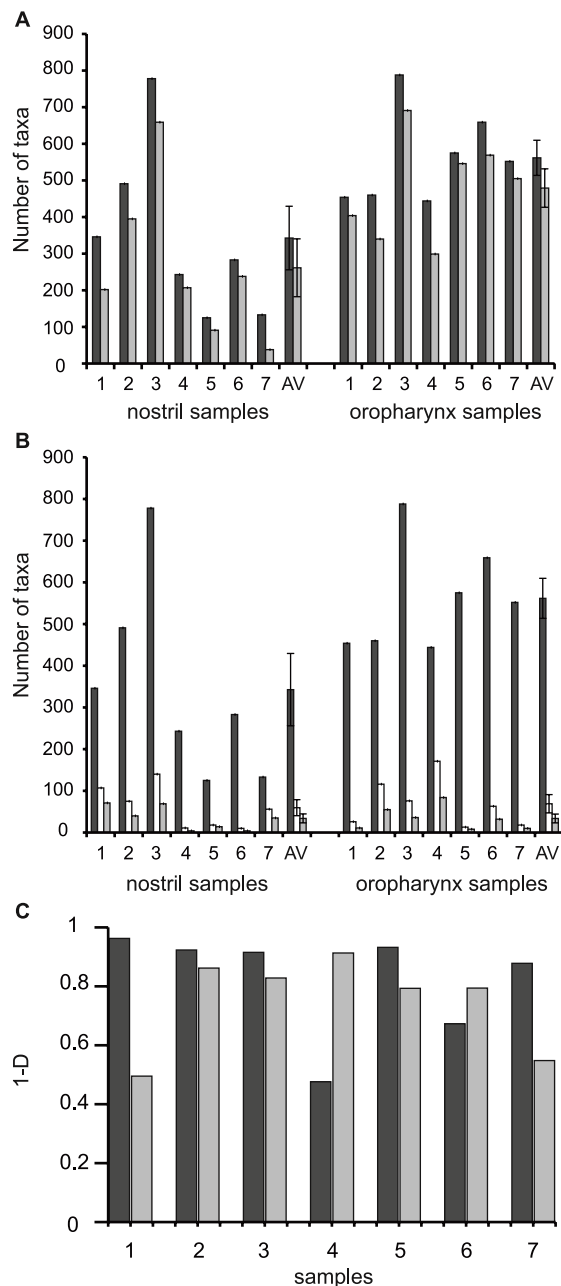 A
Number of taxa
900
800
700
600
500
400
300
200
100
0
1 2 3 4 5 6 7 AV 1 2 3 4 5 6 7 AV
nostril samples oropharynx samples
B
Number of taxa
900
800
700
600
500
400
300
200
100
0
1 2 3 4 5 6 7 AV 1 2 3 4 5 6 7 AV
nostril samples oropharynx samples
C
1-D
1
0.8
0.6
0.4
0.2
0
1 2 3 4 5 6 7
samples